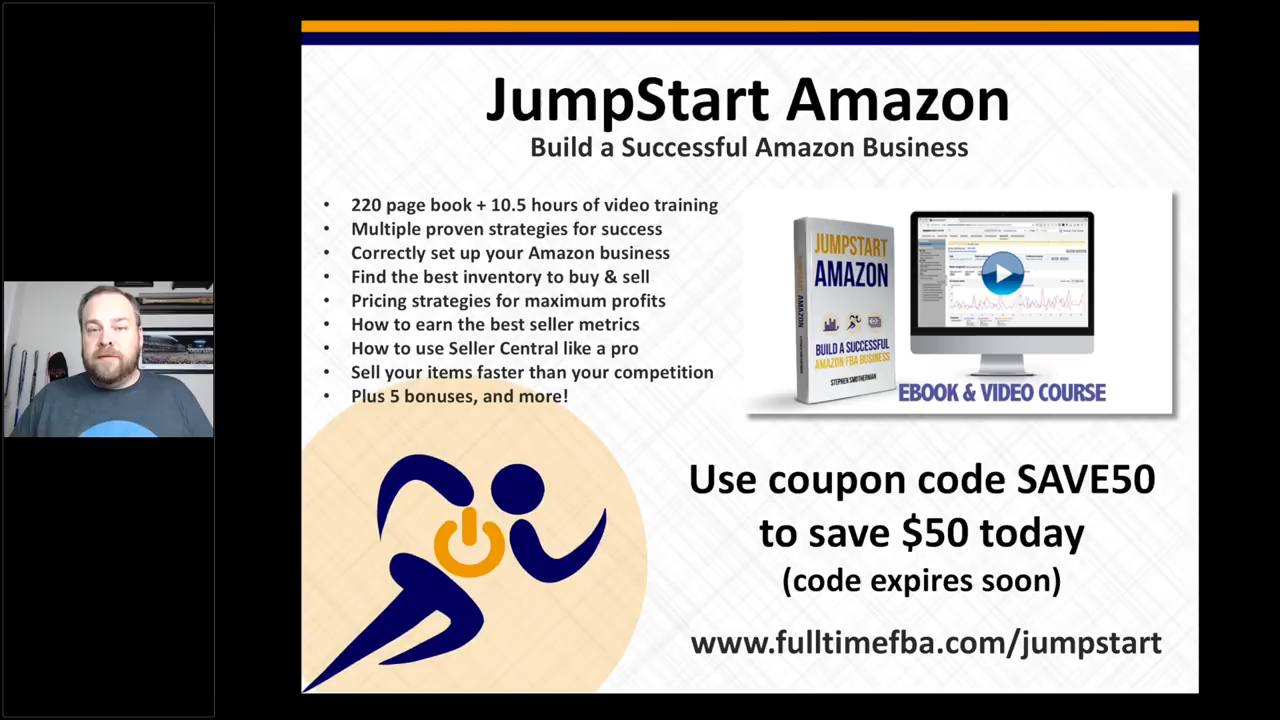 JumpStart Amazon
Build a Successful Amazon Business
• 220 page book + 10.5 hours of video training
• Multiple proven strategies for success
• Correctly set up your Amazon business
• Find the best inventory to buy & sell
• Pricing strategies for maximum profits
• How to earn the best seller metrics
• How to use Seller Central like a pro
• Sell your items faster than your competition
• Plus 5 bonuses, and more!
JUMPSTART
AMAZON
BUILD A SUCCESSFUL
AMAZON FBA BUSINESS
STEPHEN SMOTHERMAN
EBOOK & VIDEO COURSE
Use coupon code SAVE50
to save $50 today
(code expires soon)
www.fulltimefba.com/jumpstart